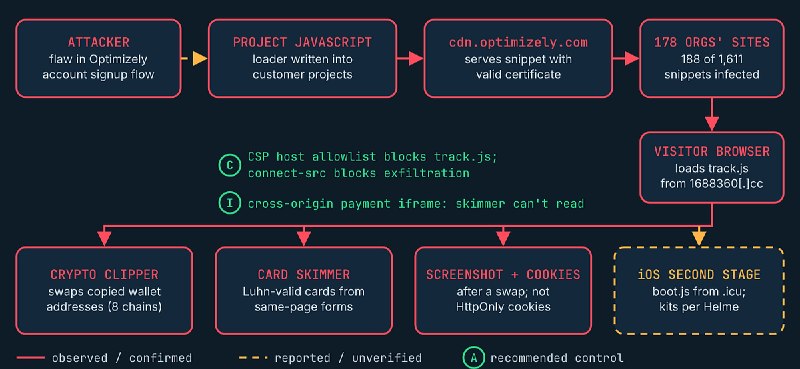 ATTACKER
flaw in Optimizely
account signup flow
PROJECT JAVASCRIPT
loader written into
customer projects
cdn.optimizely.com
serves snippet with
valid certificate
178 ORGS' SITES
188 of 1,611
snippets infected
VISITOR BROWSER
loads track.js
from 1688360[.]cc
C
CSP host allowlist blocks track.js;
connect-src blocks exfiltration
I
cross-origin payment iframe: skimmer can't read
CRYPTO CLIPPER
swaps copied wallet
addresses (8 chains)
CARD SKIMMER
Luhn-valid cards from
same-page forms
SCREENSHOT + COOKIES
after a swap; not
HttpOnly cookies
iOS SECOND STAGE
boot.js from .icu;
kits per Helme
observed / confirmed
reported / unverified
A
recommended control